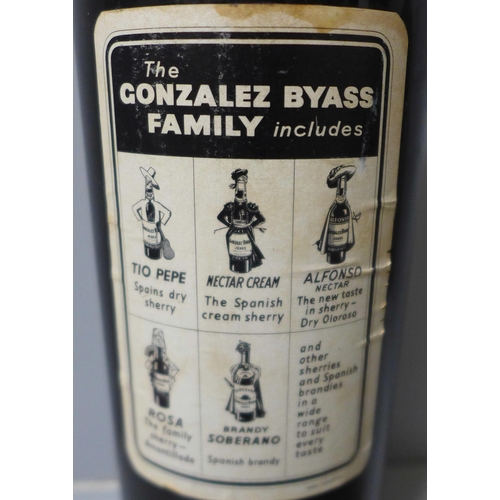 The
GONZALEZ BYASS
FAMILY includes
TIO PEPE
Spains dry
sherry
NECTAR CREAM
The Spanish
cream sherry
ALFONSO
NECTAR
The new taste
in sherry—
Dry Oloroso
ROSA
The family
sherry—
Amontillado
BRANDY
SOBERANO
Spanish brandy
and
other
sherries
and Spanish
brandies
in a
wide
range
to suit
every
taste